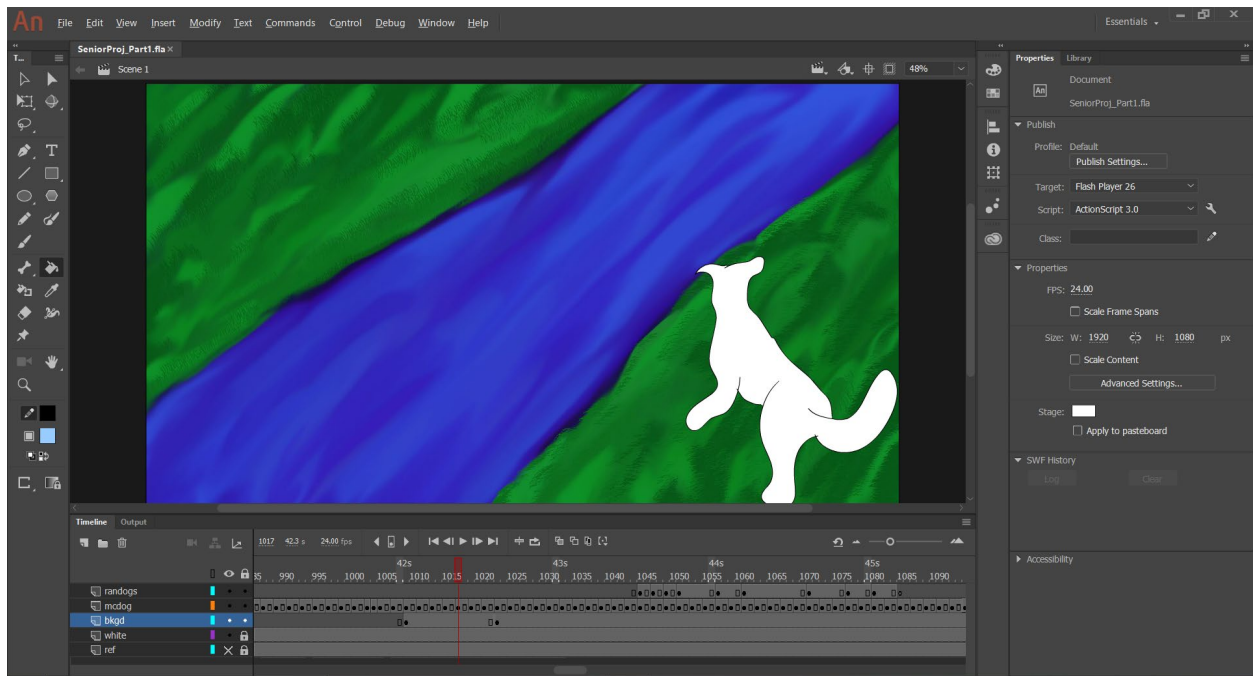 An File Edit View Insert Modify Text Commands Control Debug Window Help Essentials
SeniorProj_Part1.fla ×
T...
Scene 1
48%
Properties Library
An
Document
SeniorProj_Part1.fla
Publish
Profile: Default
Publish Settings...
Target: Flash Player 26
Script: ActionScript 3.0
Class:
Properties
FPS: 24.00
Scale Frame Spans
Size: W: 1920 H: 1080 px
Scale Content
Advanced Settings...
Stage:
Apply to pasteboard
SWF History
Log Clear
Accessibility
Timeline Output
1017 42.3 s 24.00 fps
42s 43s 44s 45s
990 995 1000 1005 1010 1015 1020 1025 1030 1035 1040 1045 1050 1055 1060 1065 1070 1075 1080 1085 1090
randogs
mcdog
bkgd
white
ref